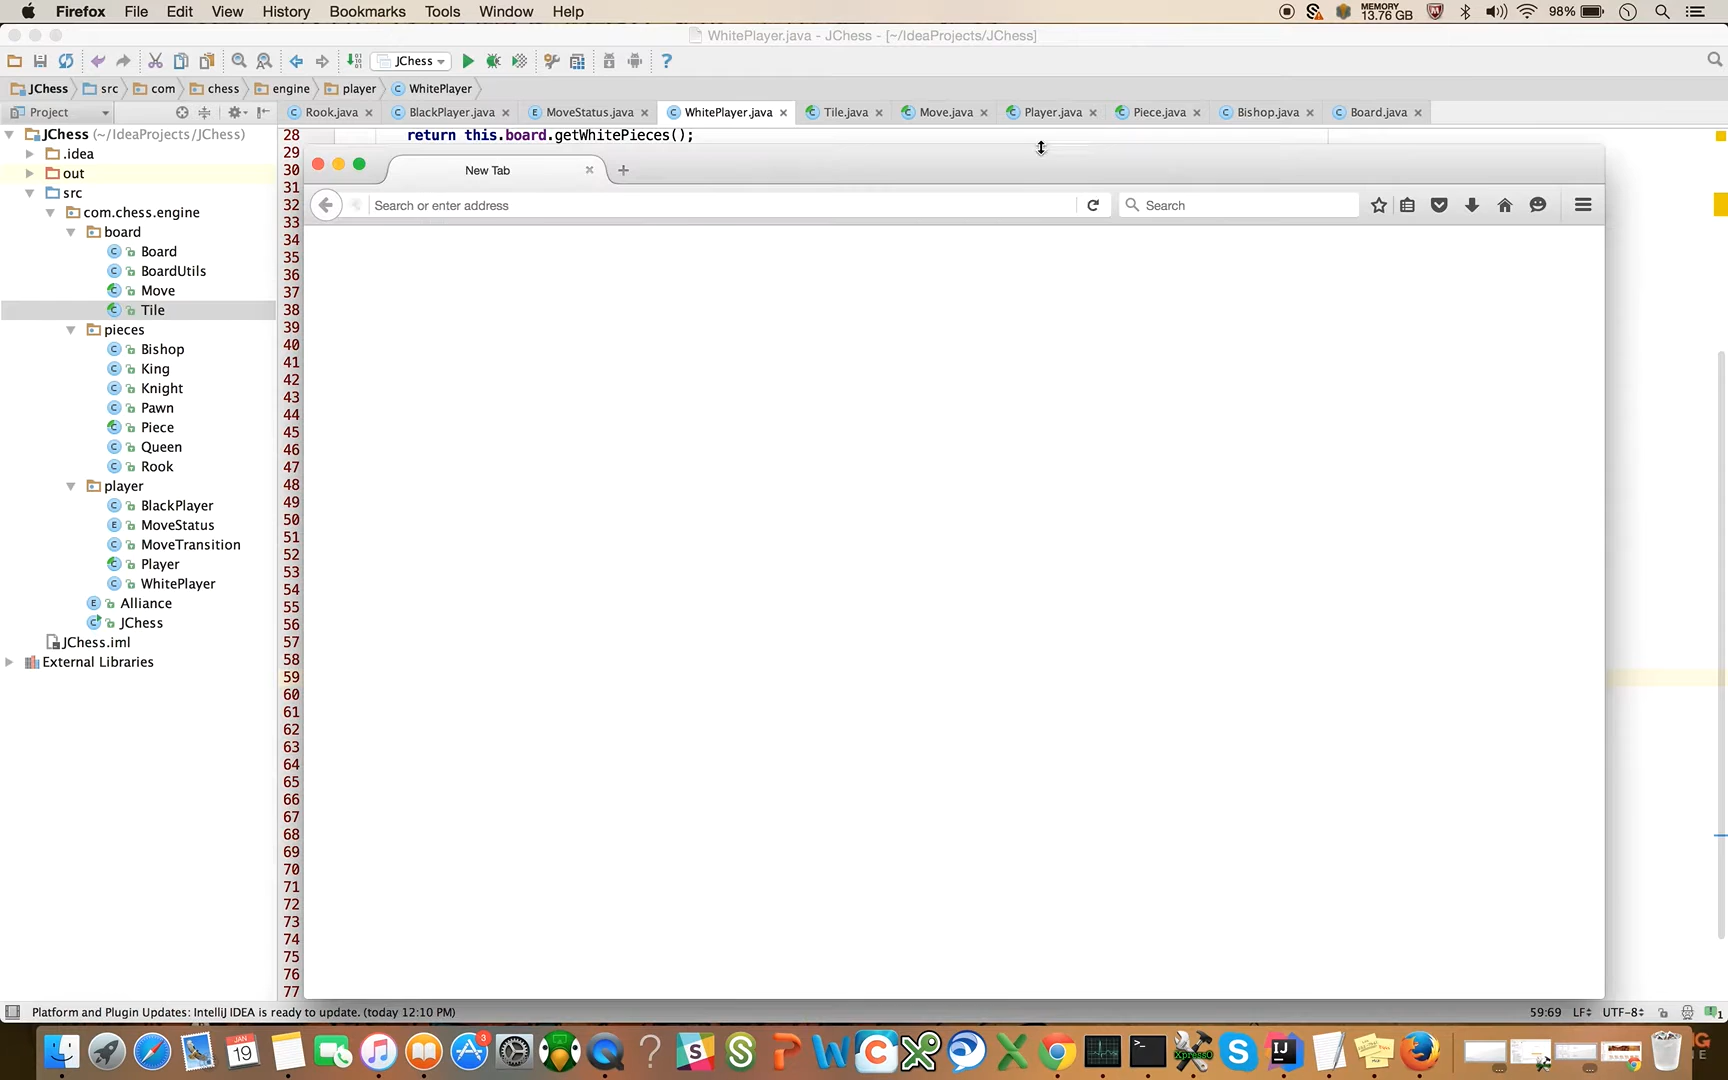 Firefox File Edit View History Bookmarks Tools Window Help MEMORY 13.76 GB 98%
WhitePlayer.java - JChess - [~/IdeaProjects/JChess]
JChess
JChess src com chess engine player WhitePlayer
Project Rook.java BlackPlayer.java MoveStatus.java WhitePlayer.java Tile.java Move.java Player.java Piece.java Bishop.java Board.java
JChess (~/IdeaProjects/JChess)
.idea
out
src
com.chess.engine
board
Board
BoardUtils
Move
Tile
pieces
Bishop
King
Knight
Pawn
Piece
Queen
Rook
player
BlackPlayer
MoveStatus
MoveTransition
Player
WhitePlayer
Alliance
JChess
JChess.iml
External Libraries
28 return this.board.getWhitePieces();
29
30
31
32
33
34
35
36
37
38
39
40
41
42
43
44
45
46
47
48
49
50
51
52
53
54
55
56
57
58
59
60
61
62
63
64
65
66
67
68
69
70
71
72
73
74
75
76
77
New Tab
Search or enter address Search
Platform and Plugin Updates: IntelliJ IDEA is ready to update. (today 12:10 PM) 59:69 LF UTF-8 1
JAN
19
3